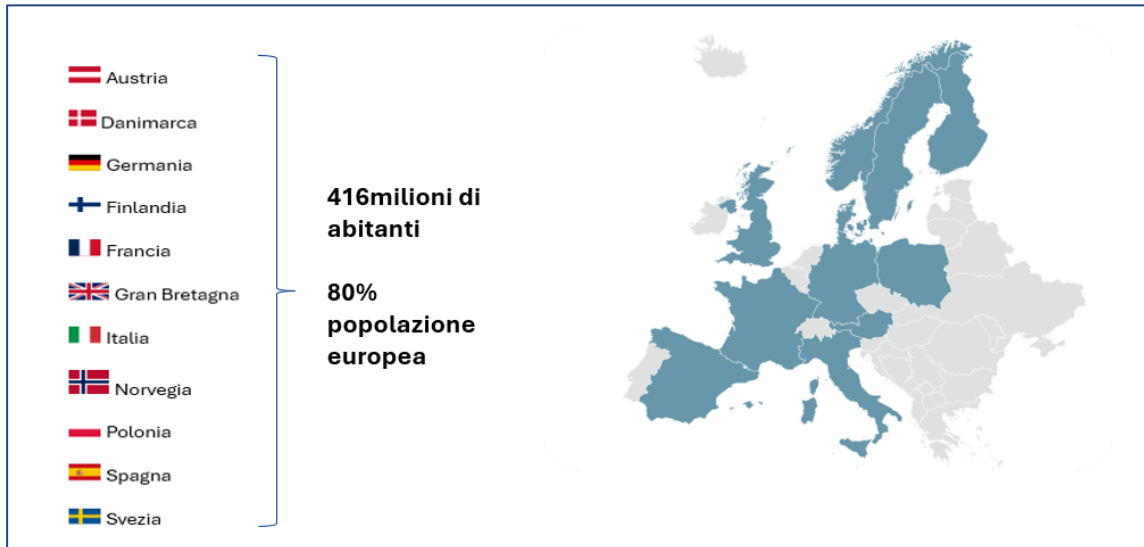 Austria
Danimarca
Germania
Finlandia
Francia
Gran Bretagna
Italia
Norvegia
Polonia
Spagna
Svezia
416milioni di
abitanti
80%
popolazione
europea